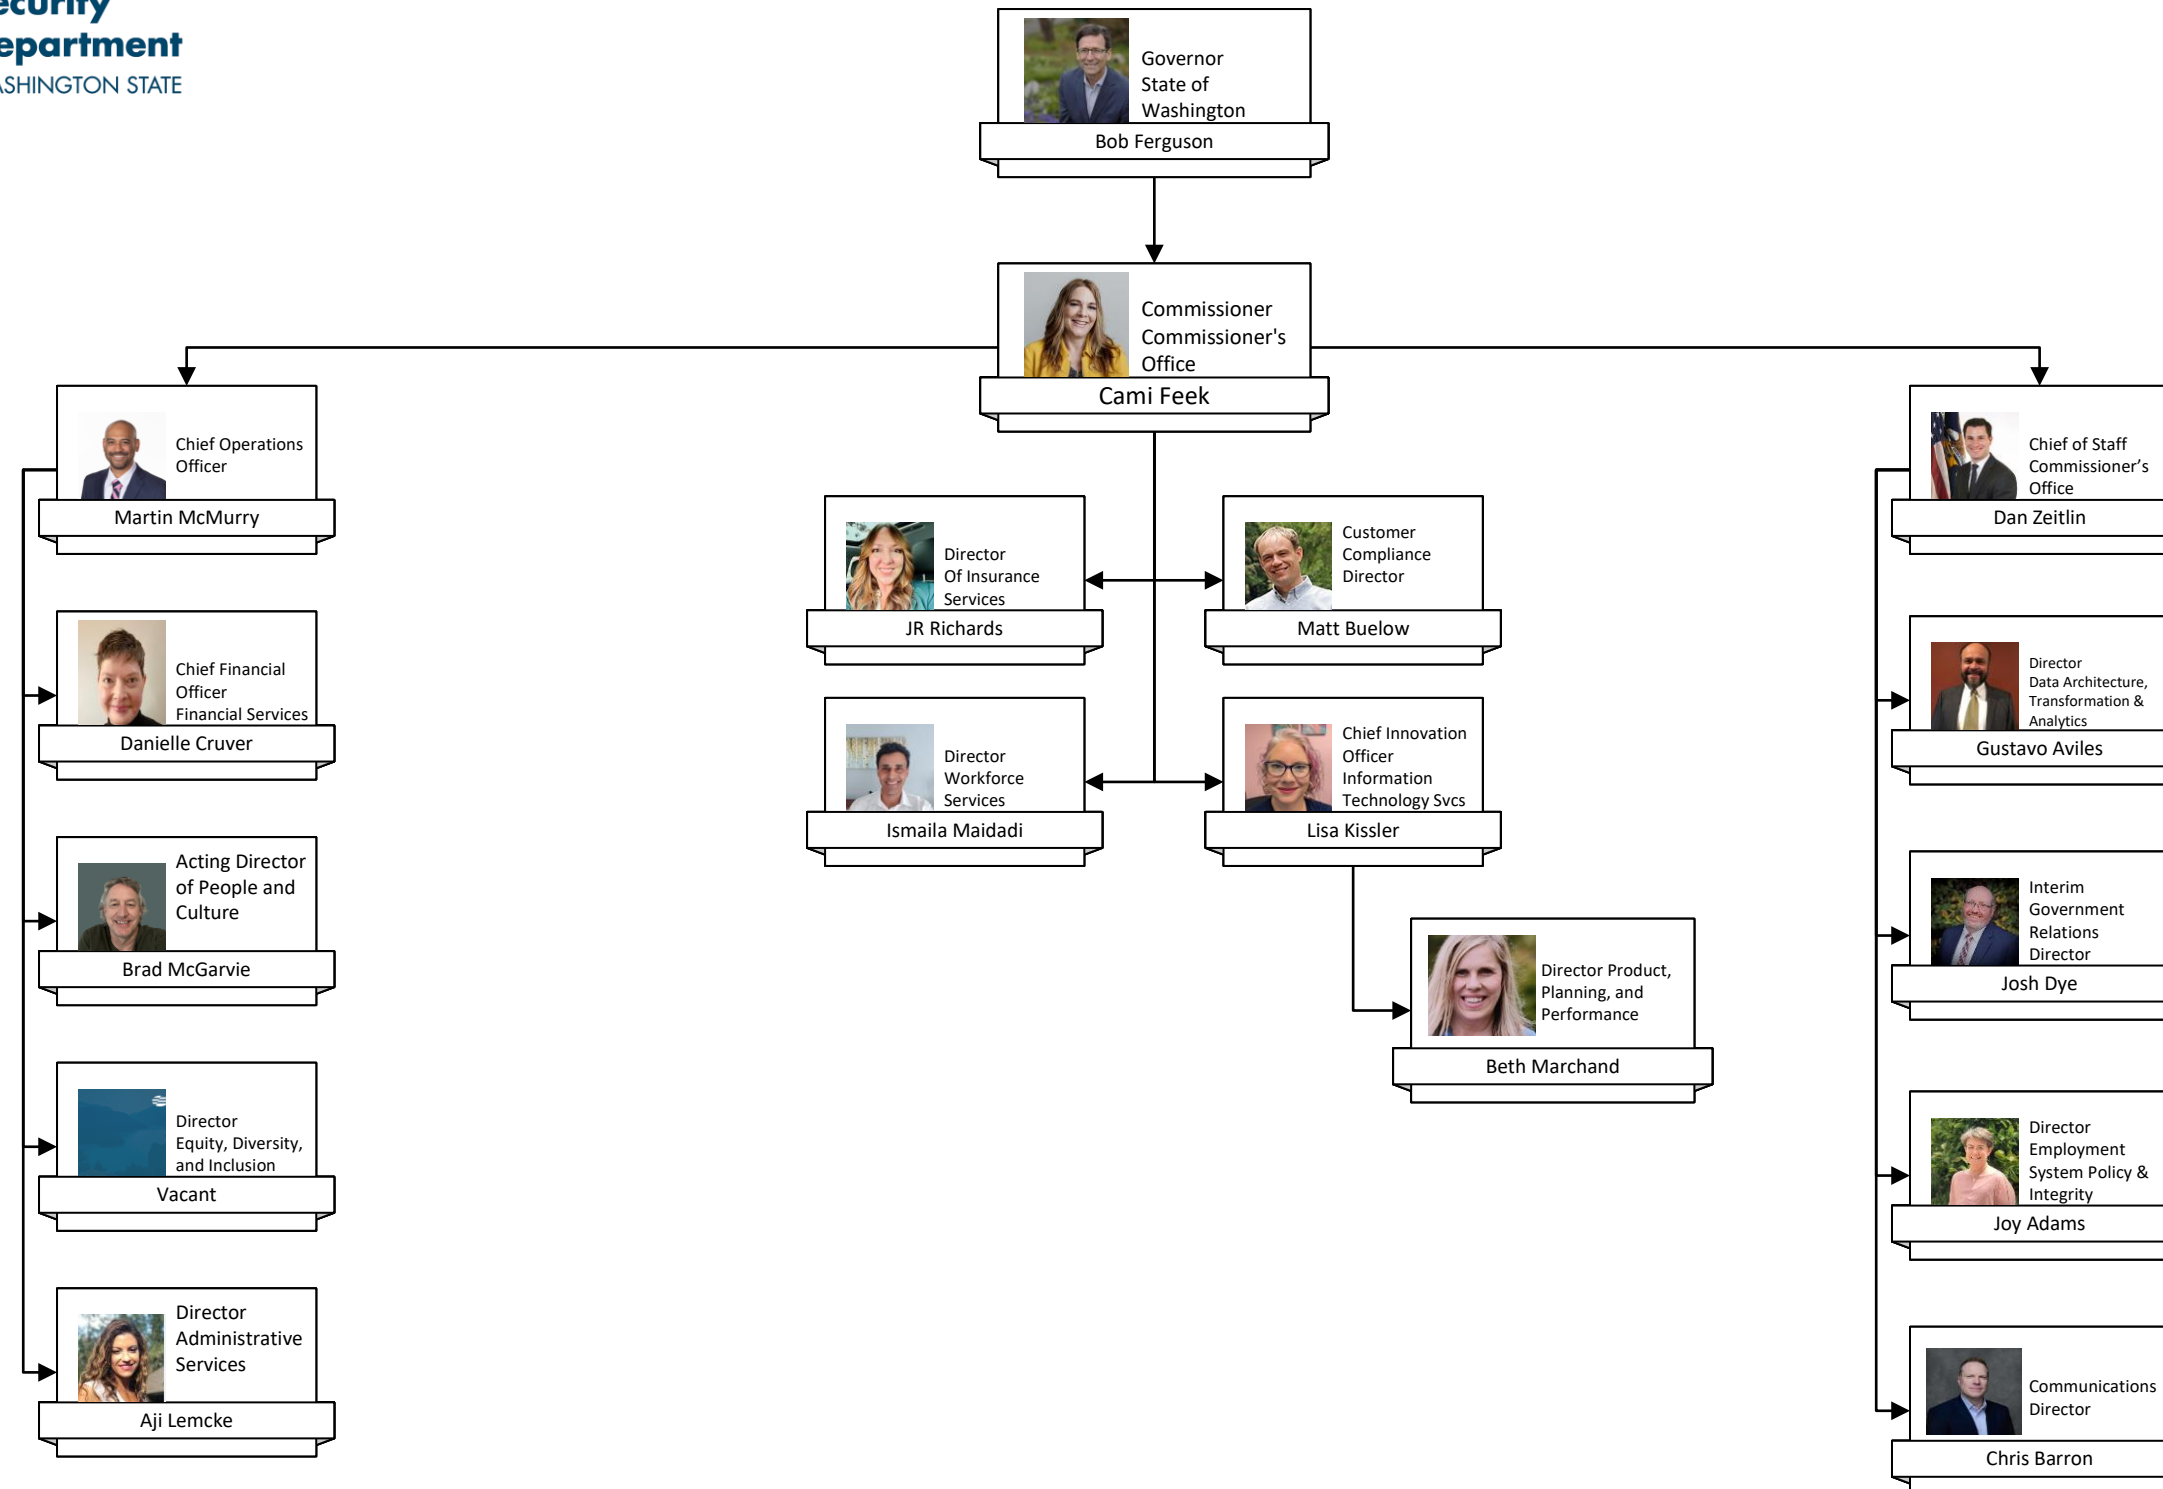 Department
WASHINGTON STATE
Governor
State of
Washington
Bob Ferguson
Commissioner
Commissioner's
Office
Cami Feek
Chief Operations
Officer
Martin McMurry
Chief Financial
Officer
Financial Services
Danielle Cruver
Acting Director
of People and
Culture
Brad McGarvie
Director
Equity, Diversity,
and Inclusion
Vacant
Director
Administrative
Services
Aji Lemcke
Director
Of Insurance
Services
JR Richards
Customer
Compliance
Director
Matt Buelow
Director
Workforce
Services
Ismaila Maidadi
Chief Innovation
Officer
Information
Technology Svcs
Lisa Kissler
Director Product,
Planning, and
Performance
Beth Marchand
Chief of Staff
Commissioner’s
Office
Dan Zeitlin
Director
Data Architecture,
Transformation &
Analytics
Gustavo Aviles
Interim
Government
Relations
Director
Josh Dye
Director
Employment
System Policy &
Integrity
Joy Adams
Communications
Director
Chris Barron